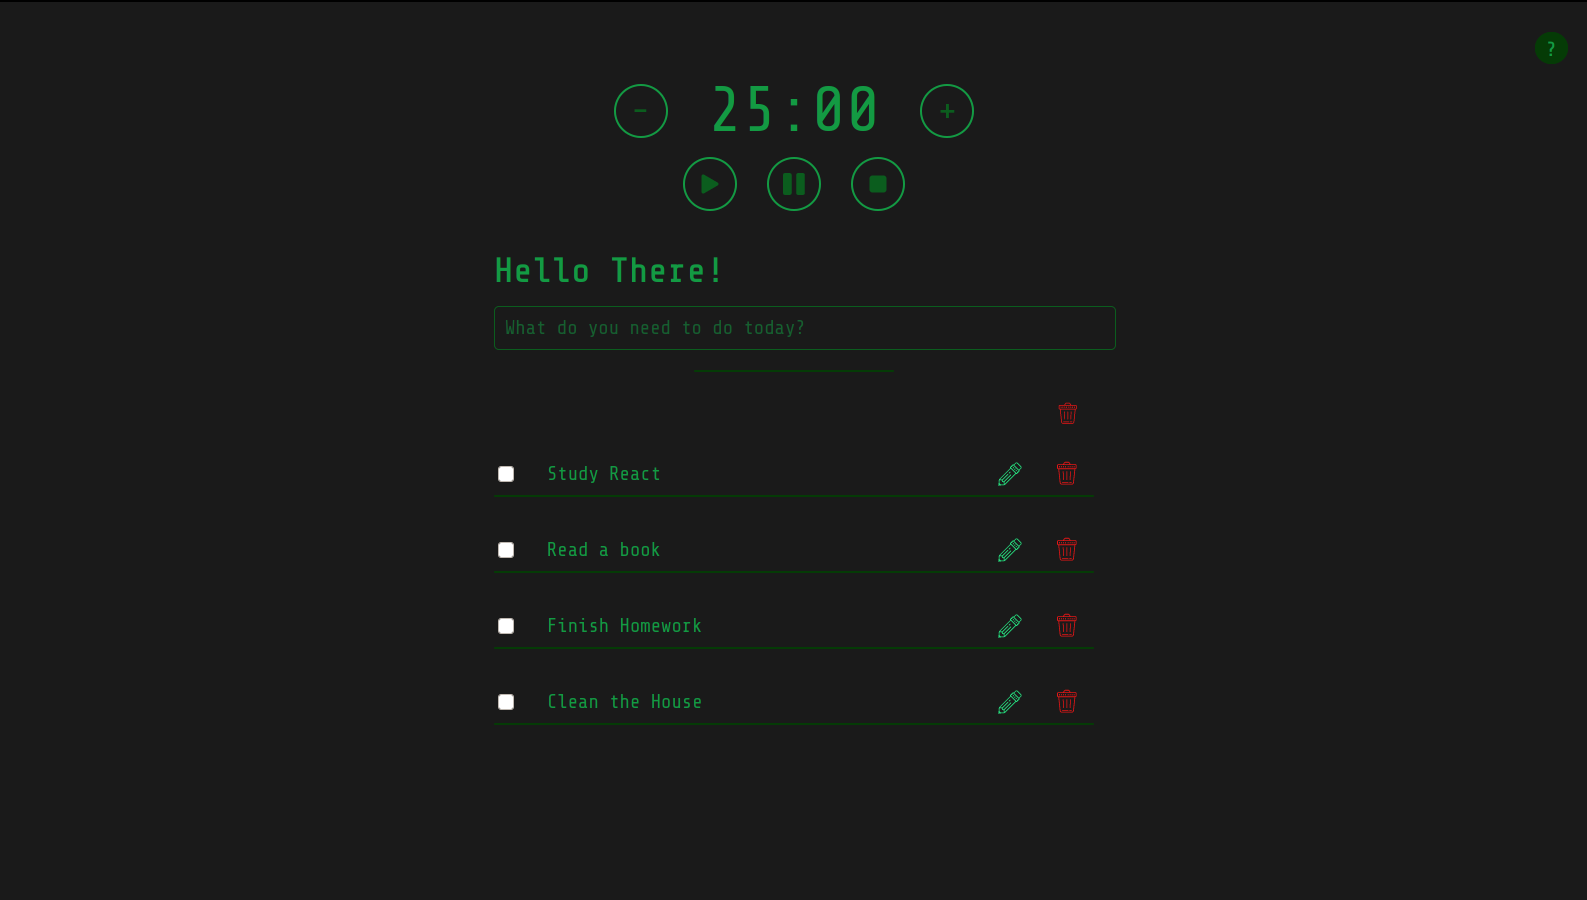 ?
− 25:00 +
Hello There!
What do you need to do today?
Study React
Read a book
Finish Homework
Clean the House